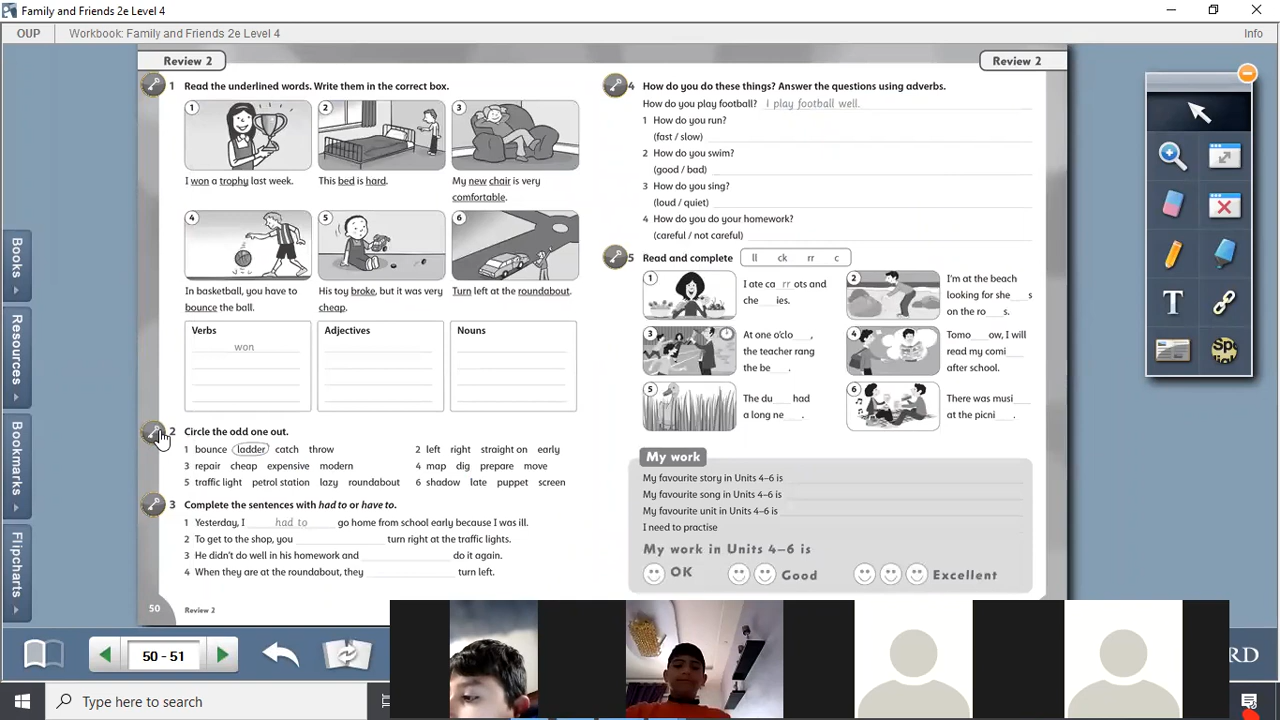 Family and Friends 2e Level 4
OUP
Workbook: Family and Friends 2e Level 4
Info
Review 2
Review 2
1 Read the underlined words. Write them in the correct box.
1
2
3
I won a trophy last week.
This bed is hard.
My new chair is very
comfortable.
4
5
6
In basketball, you have to
bounce the ball.
His toy broke, but it was very
cheap.
Turn left at the roundabout.
Verbs
Adjectives
Nouns
won
2 Circle the odd one out.
1 bounce ladder catch throw
2 left right straight on early
3 repair cheap expensive modern
4 map dig prepare move
5 traffic light petrol station lazy roundabout
6 shadow late puppet screen
3 Complete the sentences with had to or have to.
1 Yesterday, I had to go home from school early because I was ill.
2 To get to the shop, you turn right at the traffic lights.
3 He didn't do well in his homework and do it again.
4 When they are at the roundabout, they turn left.
50
Review 2
4 How do you do these things? Answer the questions using adverbs.
How do you play football? I play football well.
1 How do you run?
(fast / slow)
2 How do you swim?
(good / bad)
3 How do you sing?
(loud / quiet)
4 How do you do your homework?
(careful / not careful)
5 Read and complete
ll ck rr c
1
I ate ca rr ots and
che ies.
2
I'm at the beach
looking for she s
on the ro s.
3
At one o'clo ,
the teacher rang
the be .
4
Tomo ow, I will
read my comi
after school.
5
The du had
a long ne .
6
There was musi
at the picni .
My work
My favourite story in Units 4–6 is
My favourite song in Units 4–6 is
My favourite unit in Units 4–6 is
I need to practise
My work in Units 4–6 is
OK Good Excellent
Books
Resources
Bookmarks
Flipcharts
T
50 - 51
RD
Type here to search